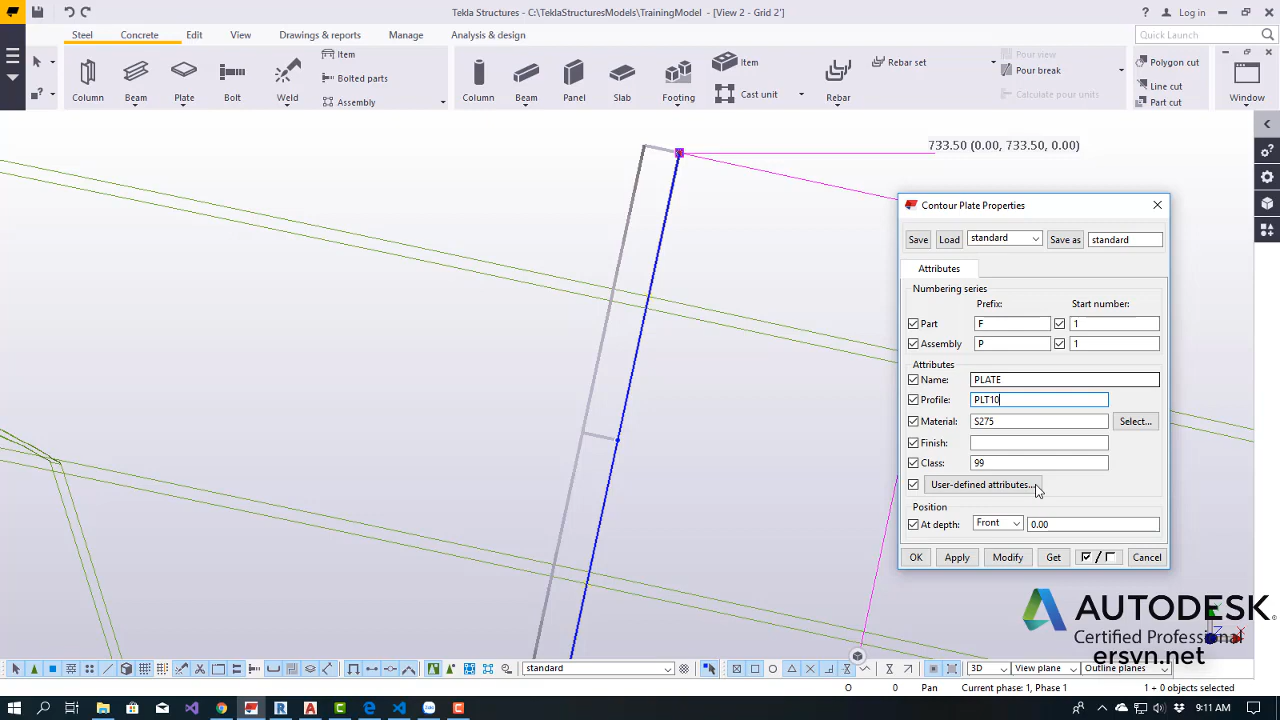 Tekla Structures - C:\TeklaStructuresModels\TrainingModel - [View 2 - Grid 2']
Log in
Steel Concrete Edit View Drawings & reports Manage Analysis & design
Quick Launch
Item
Bolted parts
Assembly
Column Beam Plate Bolt Weld
Column Beam Panel Slab Footing
Item
Cast unit
Rebar
Rebar set
Pour view
Pour break
Calculate pour units
Polygon cut
Line cut
Part cut
Window
733.50 (0.00, 733.50, 0.00)
Contour Plate Properties
Save Load standard Save as standard
Attributes
Numbering series
Prefix: Start number:
Part F 1
Assembly P 1
Attributes
Name: PLATE
Profile: PLT10
Material: S275 Select...
Finish:
Class: 99
User-defined attributes...
Position
At depth: Front 0.00
OK Apply Modify Get / Cancel
AUTODESK.
Certified Professional
ersvn.net
standard
3D View plane Outline planes
O 0 Pan Current phase: 1, Phase 1 1 + 0 objects selected
9:11 AM